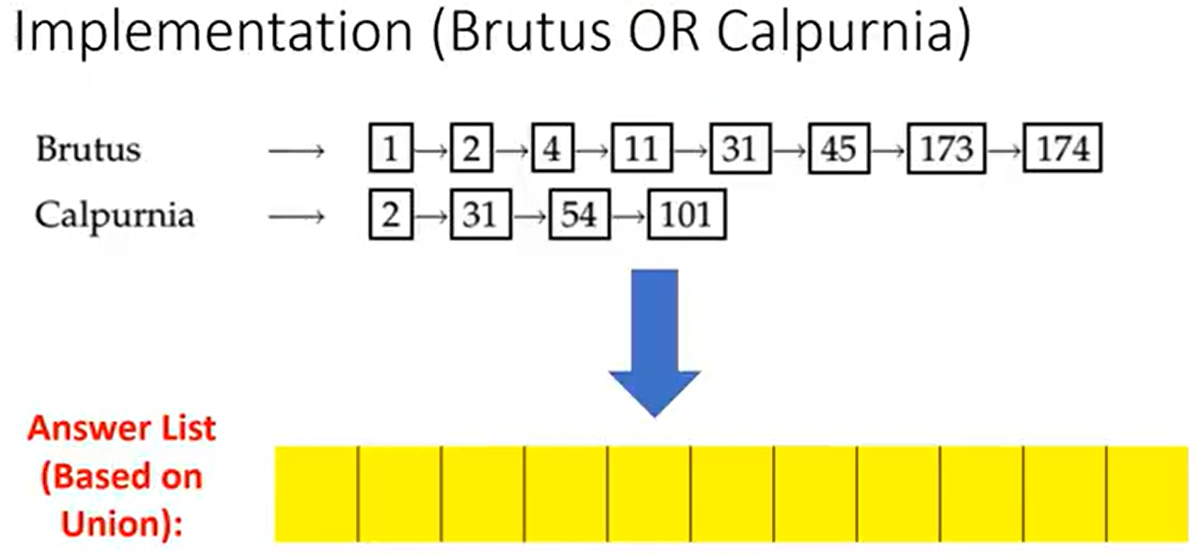 Implementation (Brutus OR Calpurnia)
Brutus → 1 → 2 → 4 → 11 → 31 → 45 → 173 → 174
Calpurnia → 2 → 31 → 54 → 101
Answer List
(Based on
Union):